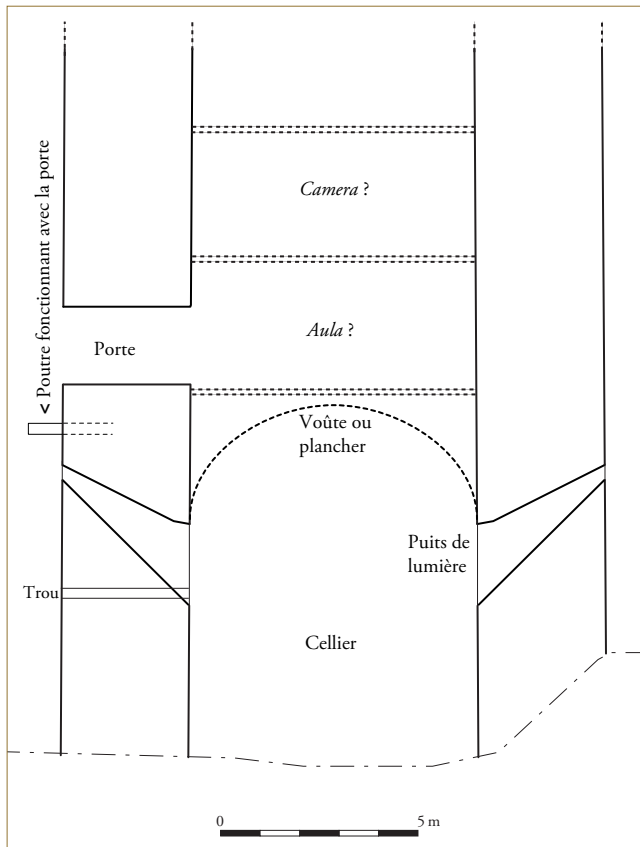 < Poutre fonctionnant avec la porte
Camera ?
Aula ?
Porte
Voûte ou
plancher
Puits de
lumière
Trou
Cellier
0
5 m